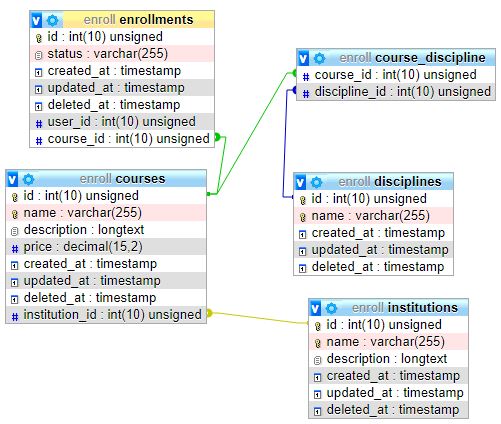 enroll enrollments
id : int(10) unsigned
status : varchar(255)
created_at : timestamp
updated_at : timestamp
deleted_at : timestamp
# user_id : int(10) unsigned
# course_id : int(10) unsigned
enroll course_discipline
# course_id : int(10) unsigned
# discipline_id : int(10) unsigned
enroll courses
id : int(10) unsigned
name : varchar(255)
description : longtext
# price : decimal(15,2)
created_at : timestamp
updated_at : timestamp
deleted_at : timestamp
# institution_id : int(10) unsigned
enroll disciplines
id : int(10) unsigned
name : varchar(255)
created_at : timestamp
updated_at : timestamp
deleted_at : timestamp
enroll institutions
id : int(10) unsigned
name : varchar(255)
description : longtext
created_at : timestamp
updated_at : timestamp
deleted_at : timestamp